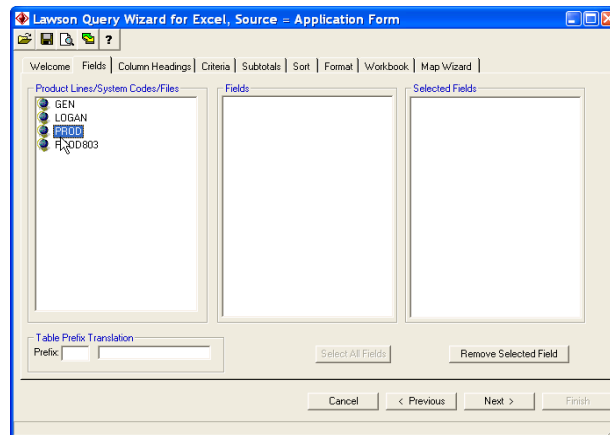 Lawson Query Wizard for Excel, Source = Application Form
?
Welcome Fields Column Headings Criteria Subtotals Sort Format Workbook Map Wizard
Product Lines/System Codes/Files Fields Selected Fields
GEN
LOGAN
PROD
PROD803
Table Prefix Translation
Prefix:
Select All Fields Remove Selected Field
Cancel < Previous Next > Finish